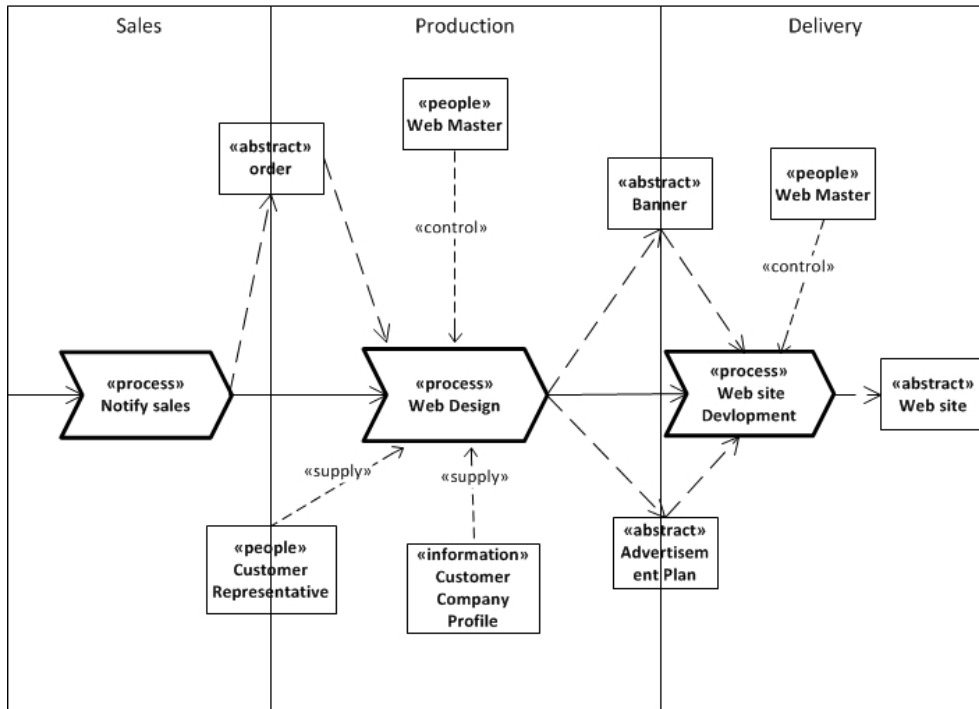 Sales
Production
Delivery
«people»
Web Master
«abstract»
order
«people»
Web Master
«abstract»
Banner
«control»
«control»
«process»
Notify sales
«process»
Web Design
«process»
Web site
Devlopment
«abstract»
Web site
«supply»
«supply»
«people»
Customer
Representative
«information»
Customer
Company
Profile
«abstract»
Advertisem
ent Plan